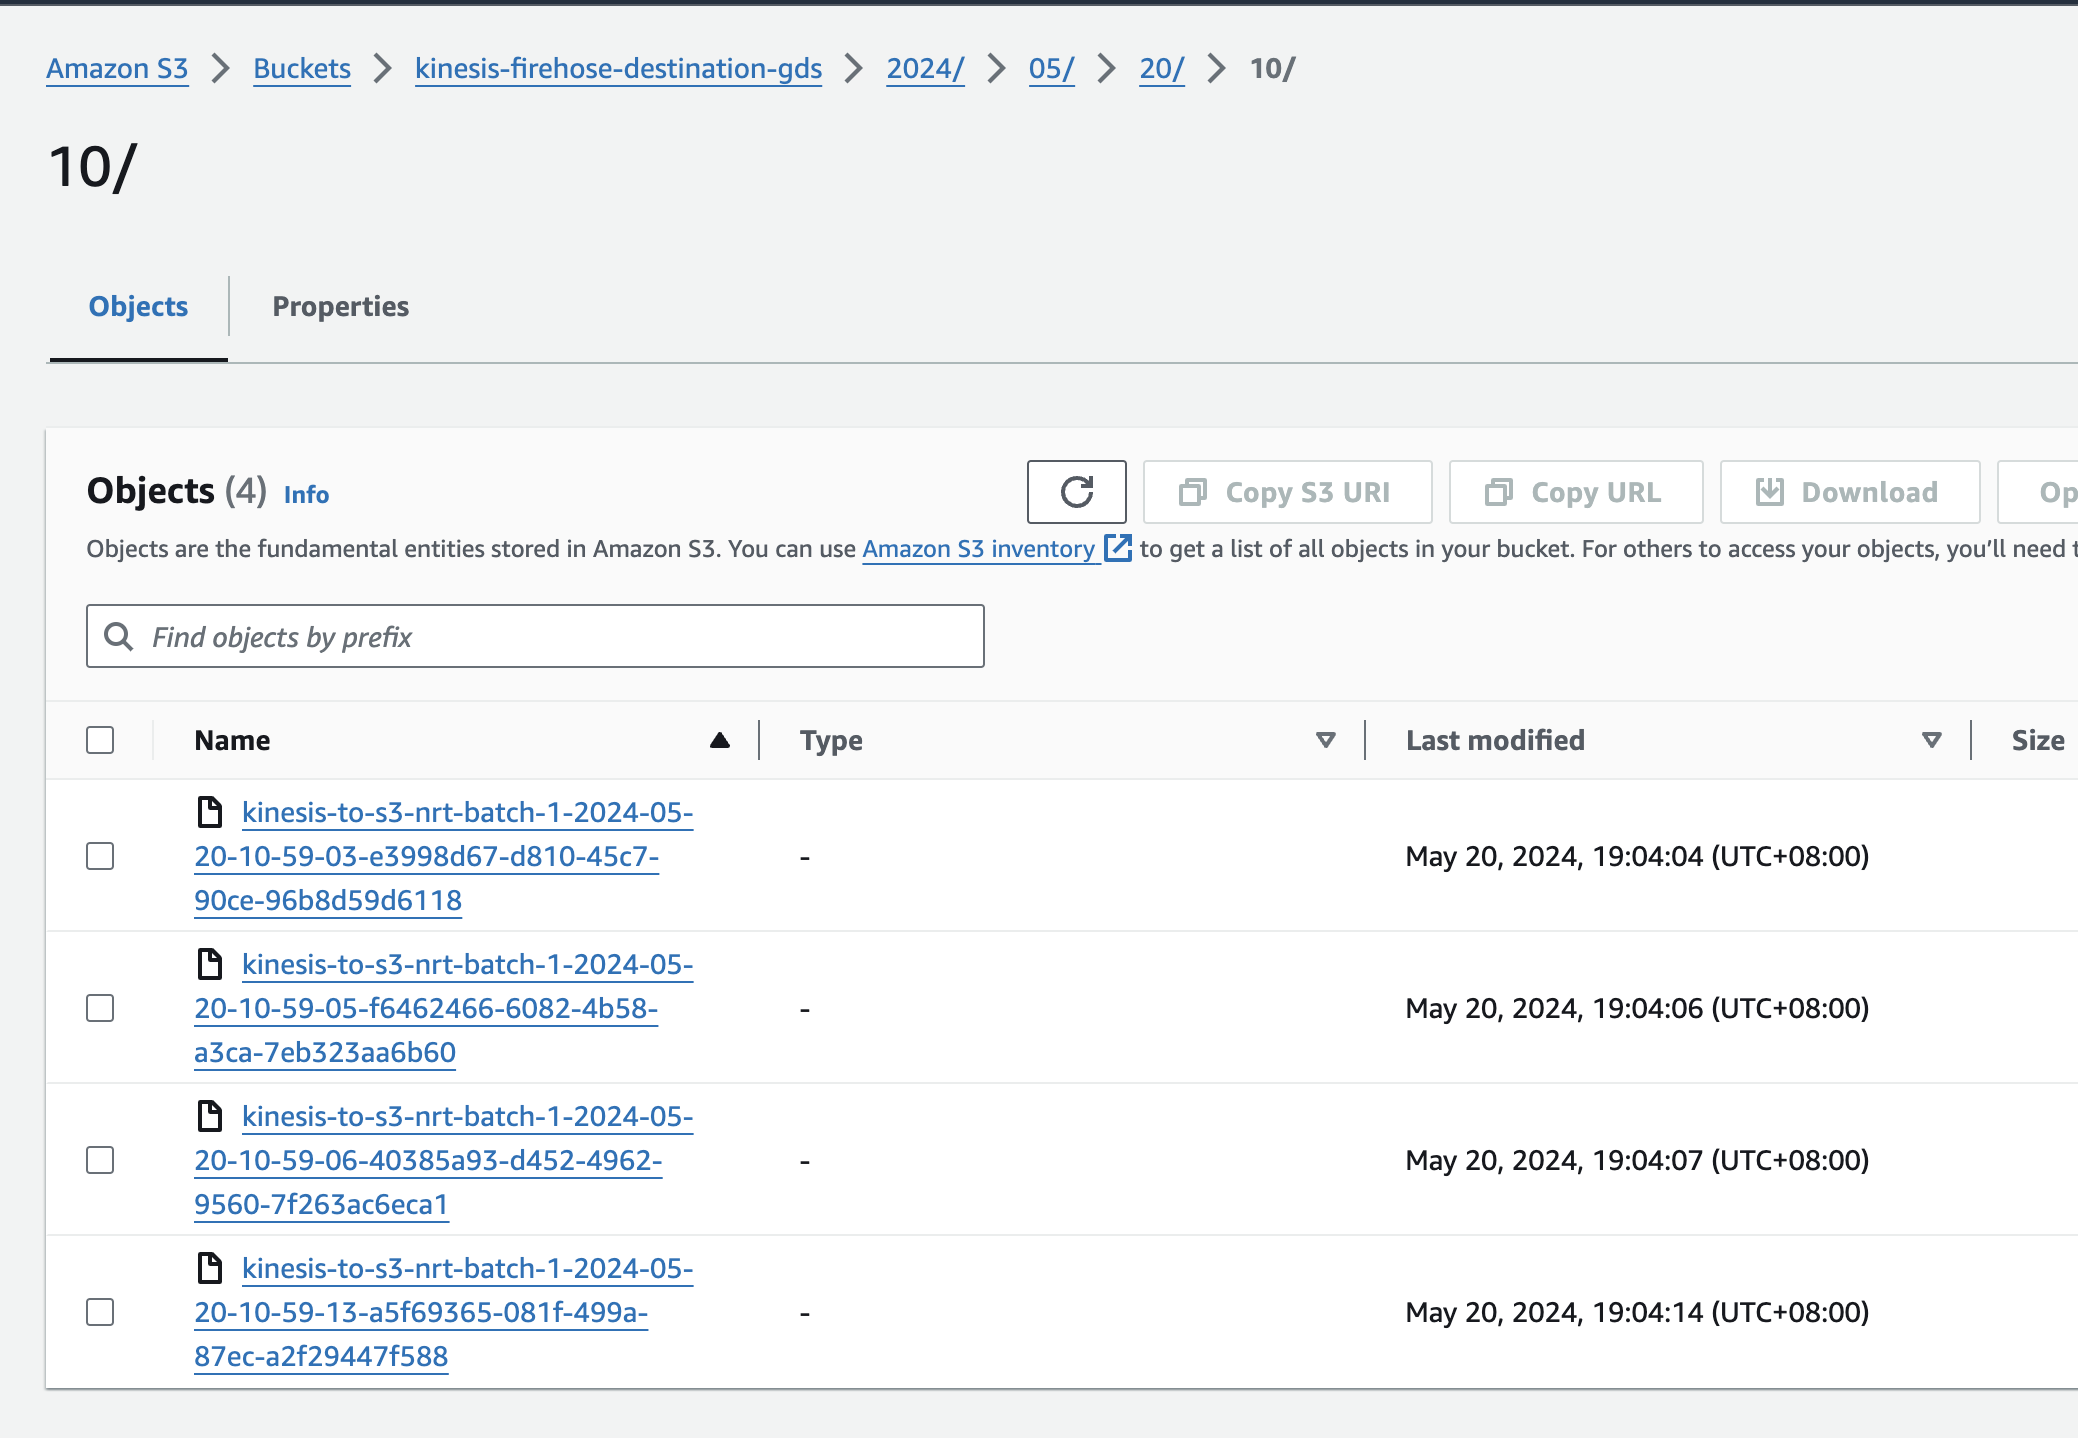 Amazon S3 > Buckets > kinesis-firehose-destination-gds > 2024/ > 05/ > 20/ > 10/
10/
Objects Properties
Objects (4) Info
Copy S3 URI Copy URL Download Op
Objects are the fundamental entities stored in Amazon S3. You can use Amazon S3 inventory to get a list of all objects in your bucket. For others to access your objects, you'll need t
Find objects by prefix
Name Type Last modified Size
kinesis-to-s3-nrt-batch-1-2024-05-
20-10-59-03-e3998d67-d810-45c7-
90ce-96b8d59d6118
- May 20, 2024, 19:04:04 (UTC+08:00)
kinesis-to-s3-nrt-batch-1-2024-05-
20-10-59-05-f6462466-6082-4b58-
a3ca-7eb323aa6b60
- May 20, 2024, 19:04:06 (UTC+08:00)
kinesis-to-s3-nrt-batch-1-2024-05-
20-10-59-06-40385a93-d452-4962-
9560-7f263ac6eca1
- May 20, 2024, 19:04:07 (UTC+08:00)
kinesis-to-s3-nrt-batch-1-2024-05-
20-10-59-13-a5f69365-081f-499a-
87ec-a2f29447f588
- May 20, 2024, 19:04:14 (UTC+08:00)